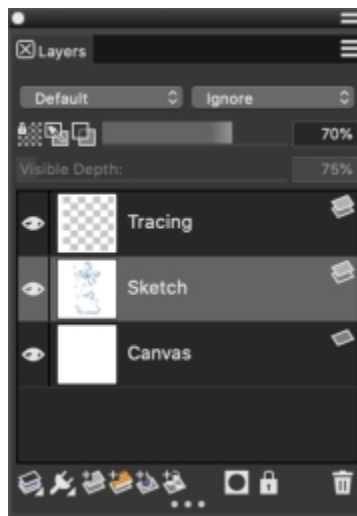 Layers
Default Ignore
70%
Visible Depth: 75%
Tracing
Sketch
Canvas